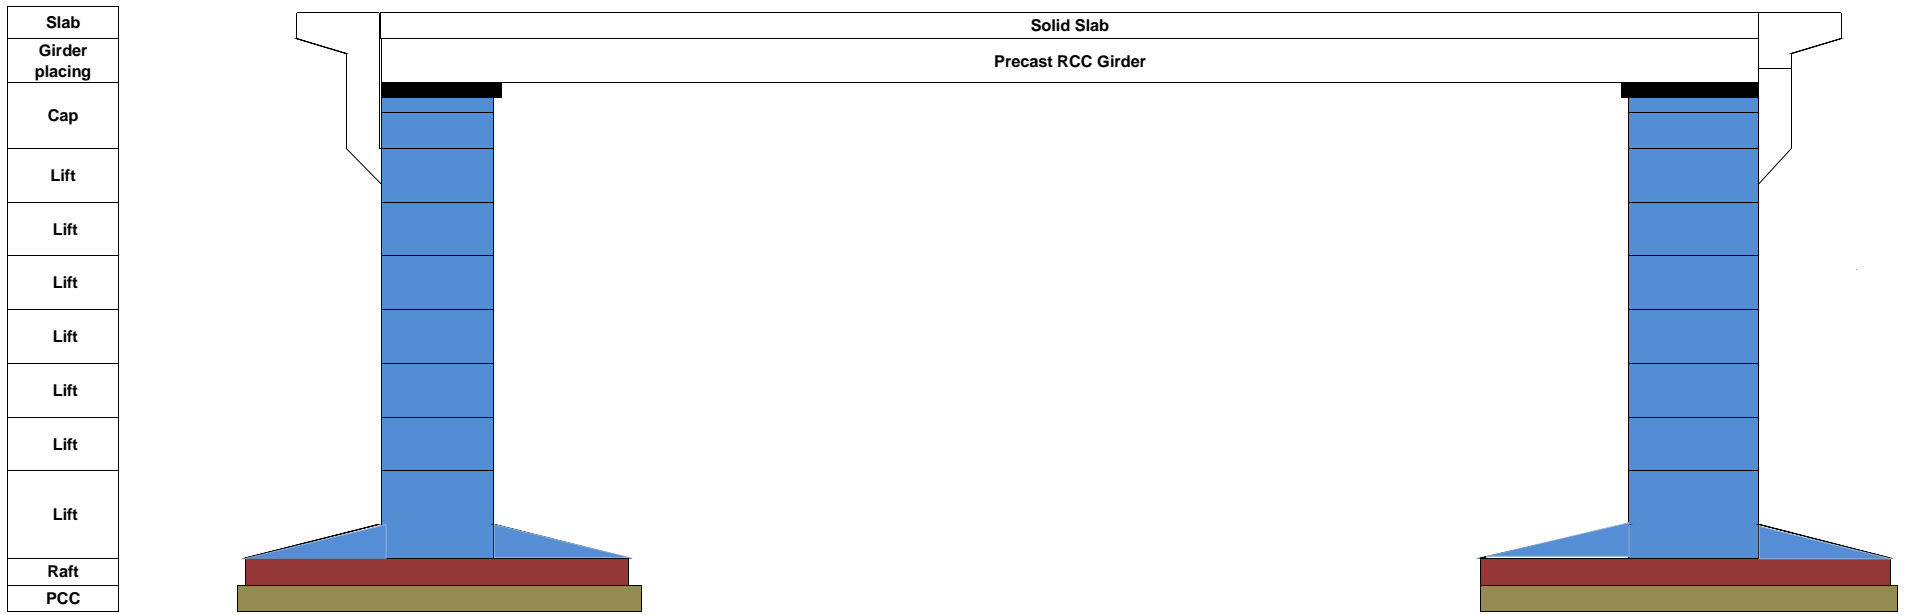 Slab
Solid Slab
Girder
placing
Precast RCC Girder
Cap
Lift
Lift
Lift
Lift
Lift
Lift
Lift
Raft
PCC